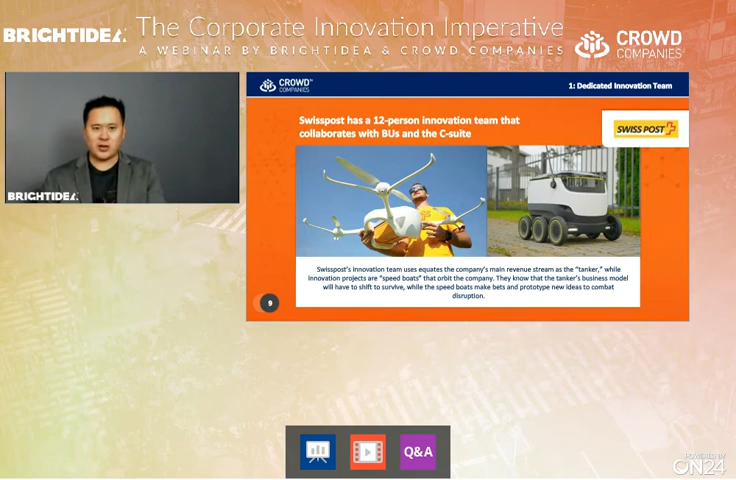 BRIGHTIDEA
The Corporate Innovation Imperative
A WEBINAR BY BRIGHTIDEA & CROWD COMPANIES
CROWD
COMPANIES
BRIGHTIDEA
CROWD™
COMPANIES
1: Dedicated Innovation Team
Swisspost has a 12-person innovation team that
collaborates with BUs and the C-suite
SWISS POST
Swisspost's innovation team uses equates the company's main revenue stream as the "tanker," while
innovation projects are "speed boats" that orbit the company. They know that the tanker's business model
will have to shift to survive, while the speed boats make bets and prototype new ideas to combat
disruption.
9
Q&A
POWERED BY
ON24